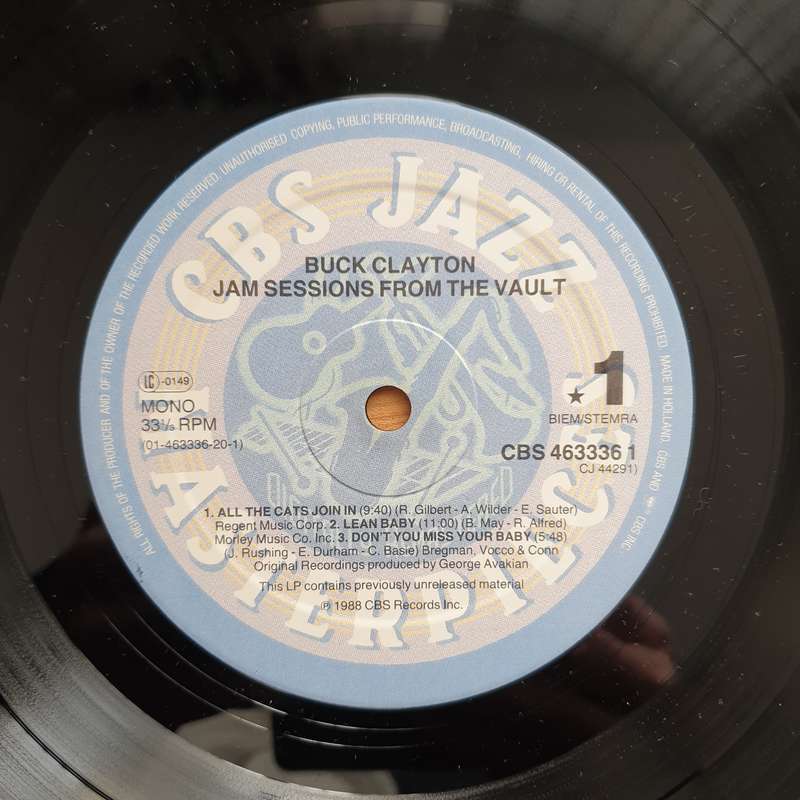 ALL RIGHTS OF THE PRODUCER AND OF THE OWNER OF THE RECORDED WORK RESERVED. UNAUTHORISED COPYING, PUBLIC PERFORMANCE, BROADCASTING, HIRING OR RENTAL OF THIS RECORDING PROHIBITED. MADE IN HOLLAND. CBS AND CBS INC.
CBS JAZZ
BUCK CLAYTON
JAM SESSIONS FROM THE VAULT
LC -0149
MONO
33⅓ RPM
(01-463336-20-1)
★ 1
BIEM/STEMRA
CBS 463336 1
CJ 44291)
1. ALL THE CATS JOIN IN (9:40) (R. Gilbert - A. Wilder - E. Sauter)
Regent Music Corp. 2. LEAN BABY (11:00) (B. May - R. Alfred)
Morley Music Co. Inc. 3. DON'T YOU MISS YOUR BABY (5:48)
(J. Rushing - E. Durham - C. Basie) Bregman, Vocco & Conn
Original Recordings produced by George Avakian
This LP contains previously unreleased material
℗ 1988 CBS Records Inc.
MASTERPIECES